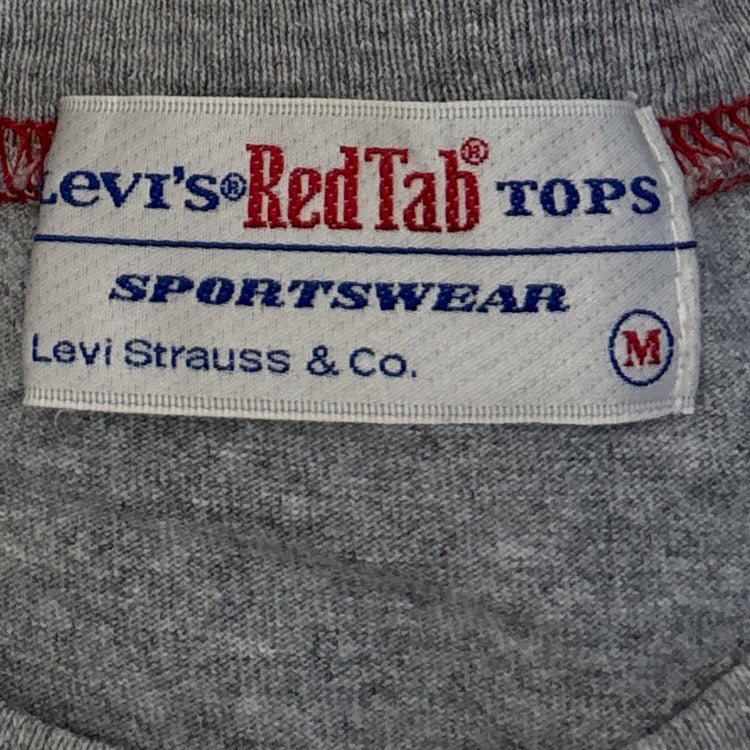 Levi's® RedTab® TOPS
SPORTSWEAR
Levi Strauss & Co.
M